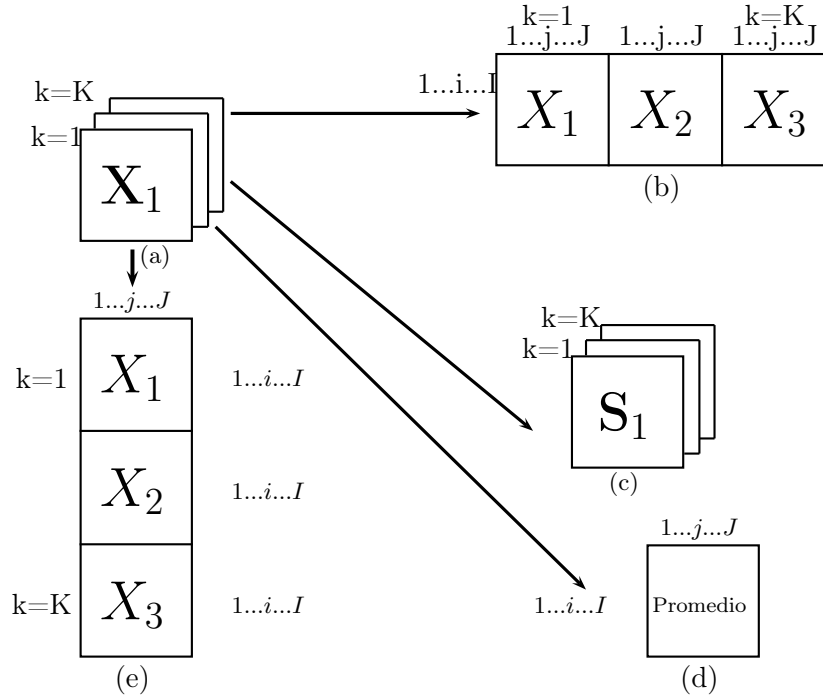 k=1 k=K
1...j...J 1...j...J 1...j...J
k=K
1...i...I
k=1
X₁
X₁ X₂ X₃
(b)
(a)
1...j...J
k=1
X₁
1...i...I
X₂
1...i...I
k=K
X₃
1...i...I
(e)
k=K
k=1
S₁
(c)
1...j...J
1...i...I
Promedio
(d)